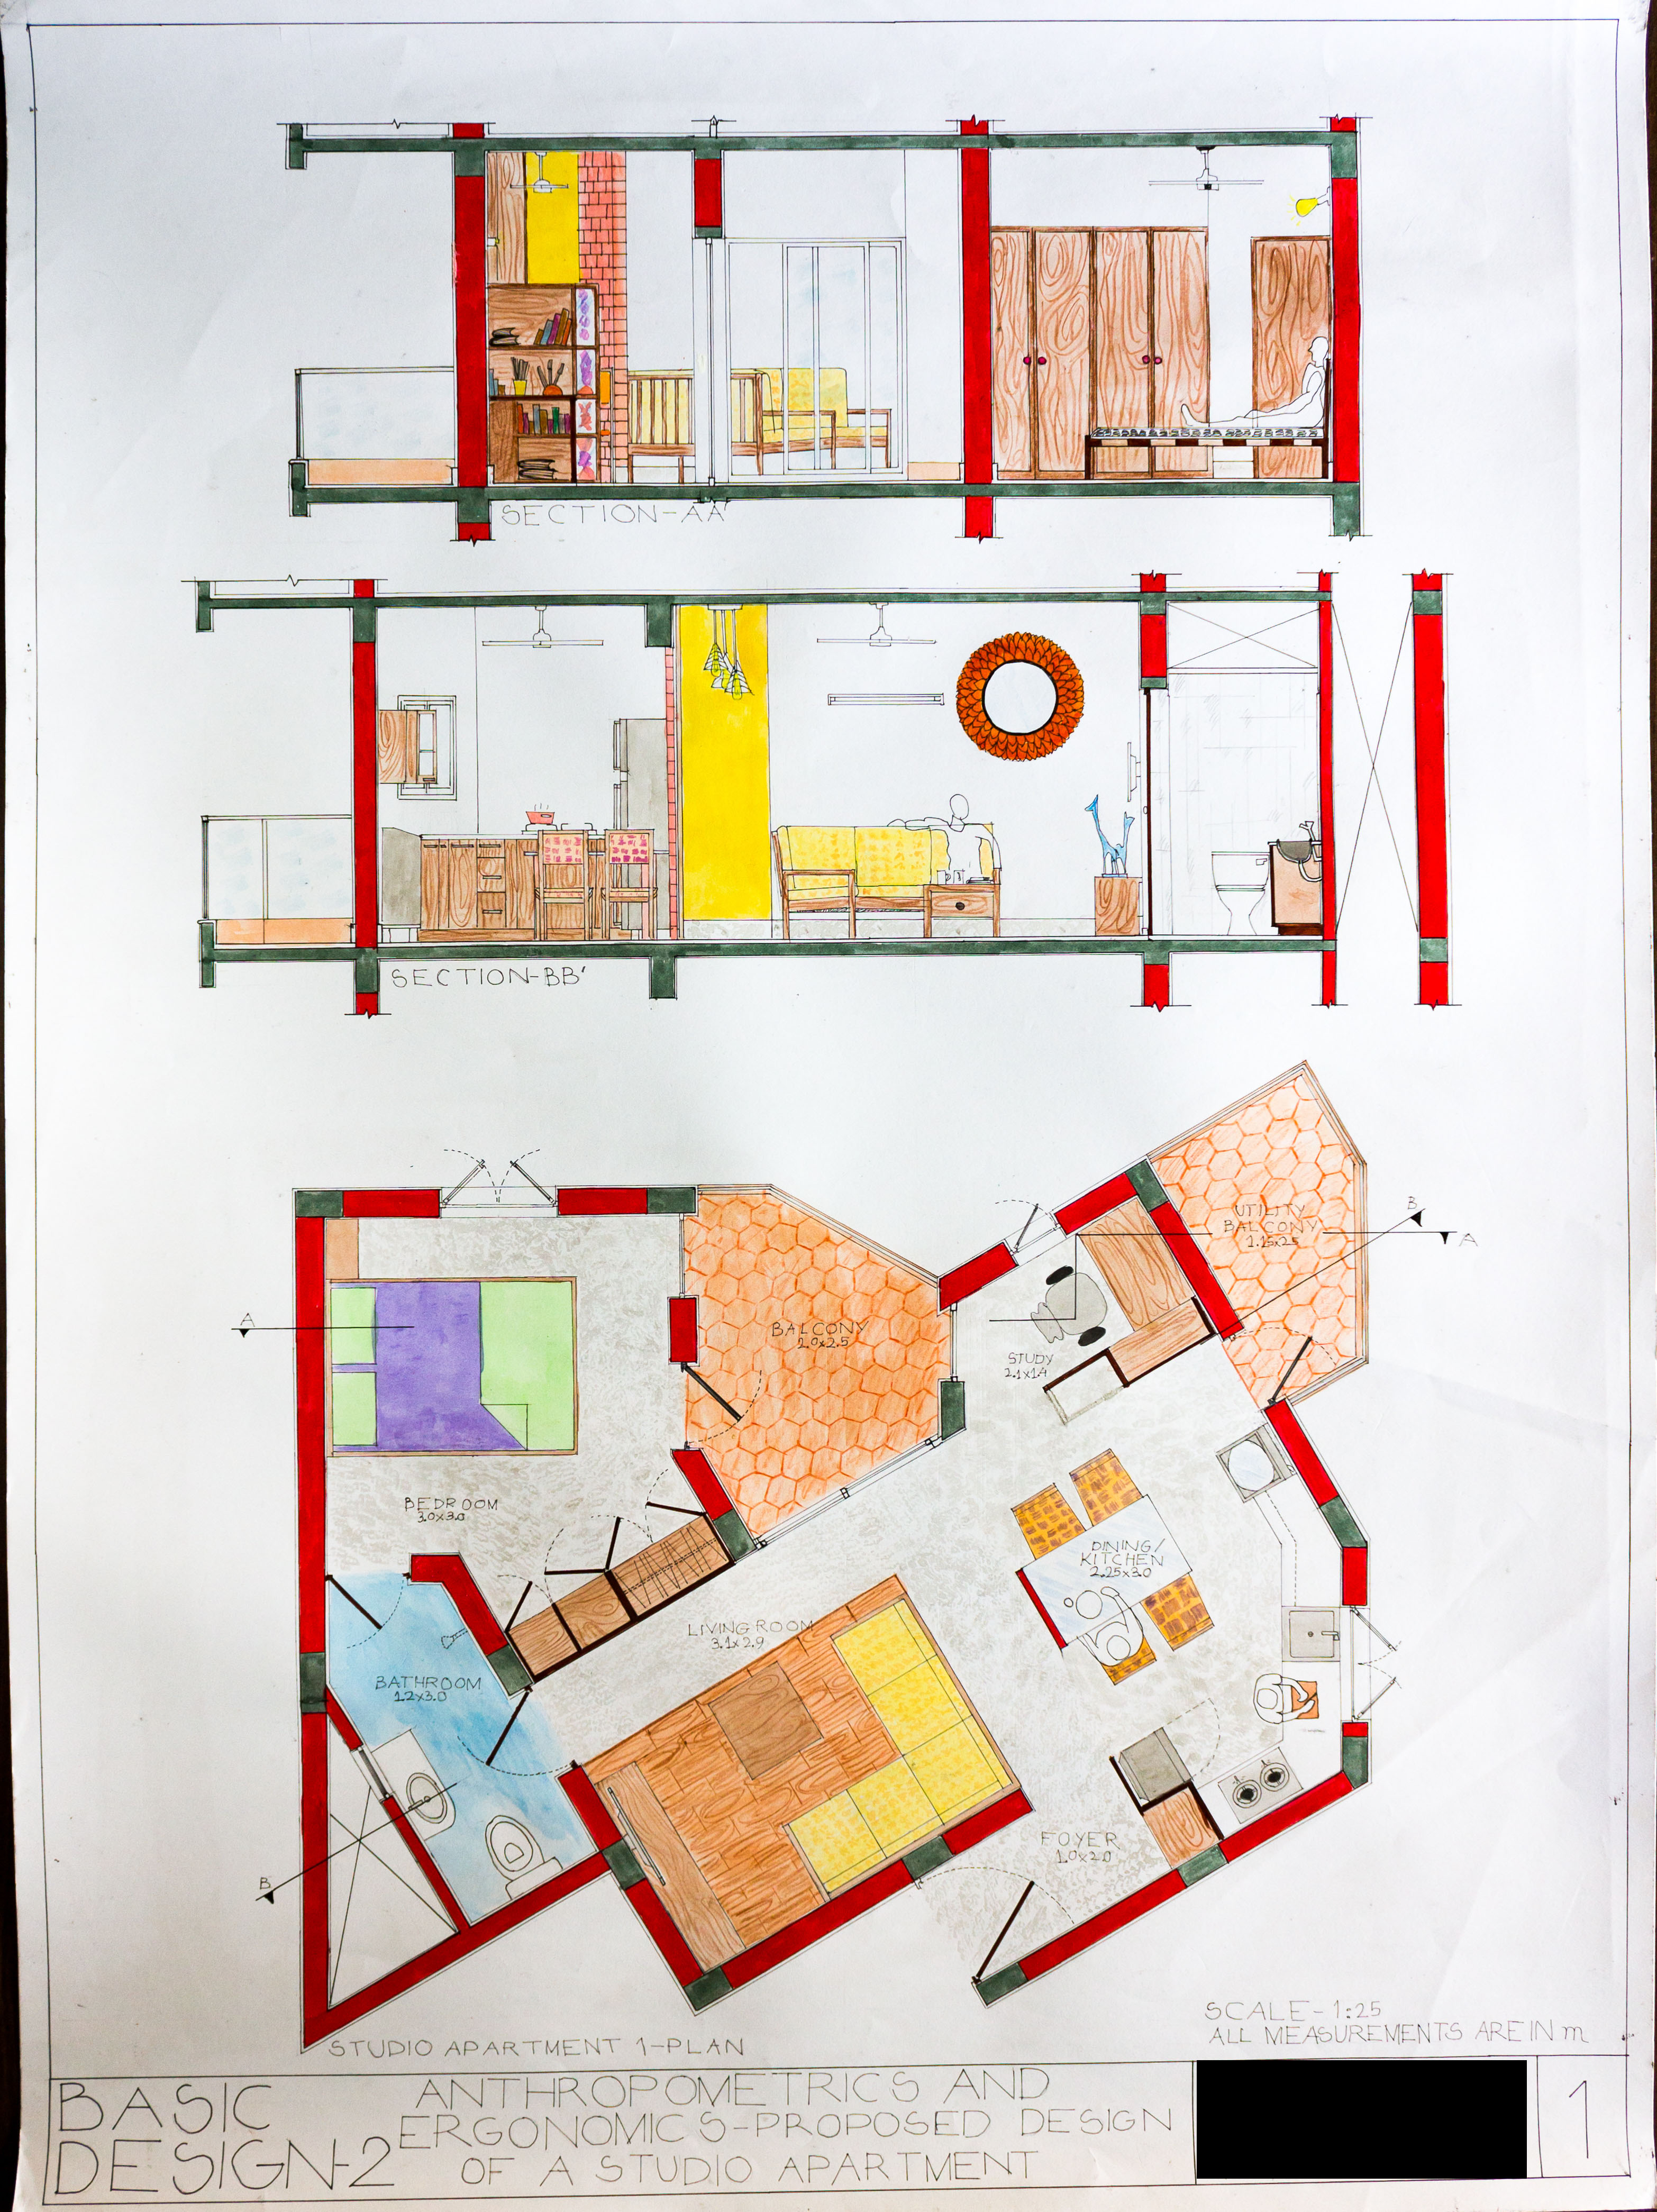 SECTION-AA'
SECTION-BB'
UTILITY
BALCONY
1.15x2.5
B
A
A
BALCONY
2.0x2.5
STUDY
2.1x1.4
BEDROOM
3.0x3.0
DINING/
KITCHEN
2.25x3.0
LIVING ROOM
3.1x2.9
BATHROOM
1.2x3.0
FOYER
1.0x2.0
B
SCALE-1:25
ALL MEASUREMENTS ARE IN m
STUDIO APARTMENT 1-PLAN
BASIC
DESIGN-2
ANTHROPOMETRICS AND
ERGONOMICS-PROPOSED DESIGN
OF A STUDIO APARTMENT
1